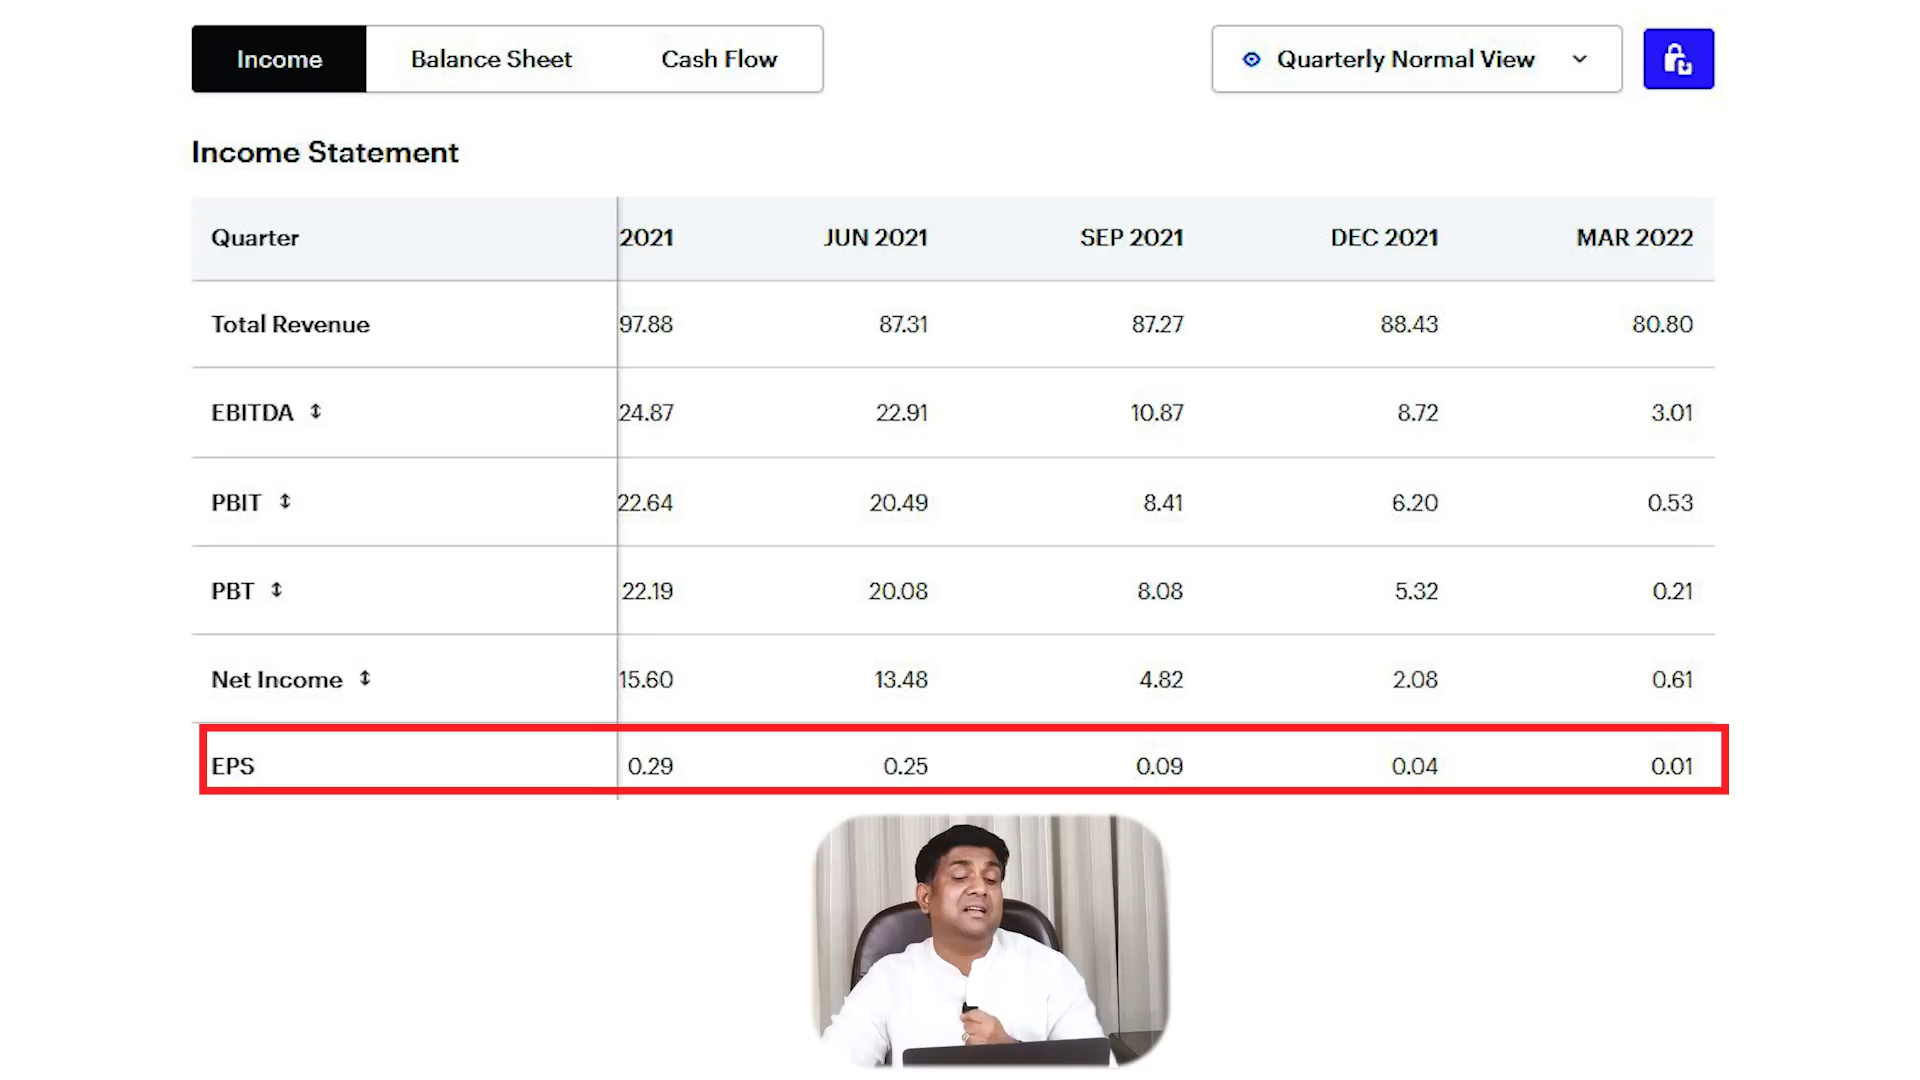 Income Balance Sheet Cash Flow Quarterly Normal View
Income Statement
Quarter 2021 JUN 2021 SEP 2021 DEC 2021 MAR 2022
Total Revenue 97.88 87.31 87.27 88.43 80.80
EBITDA 24.87 22.91 10.87 8.72 3.01
PBIT 22.64 20.49 8.41 6.20 0.53
PBT 22.19 20.08 8.08 5.32 0.21
Net Income 15.60 13.48 4.82 2.08 0.61
EPS 0.29 0.25 0.09 0.04 0.01